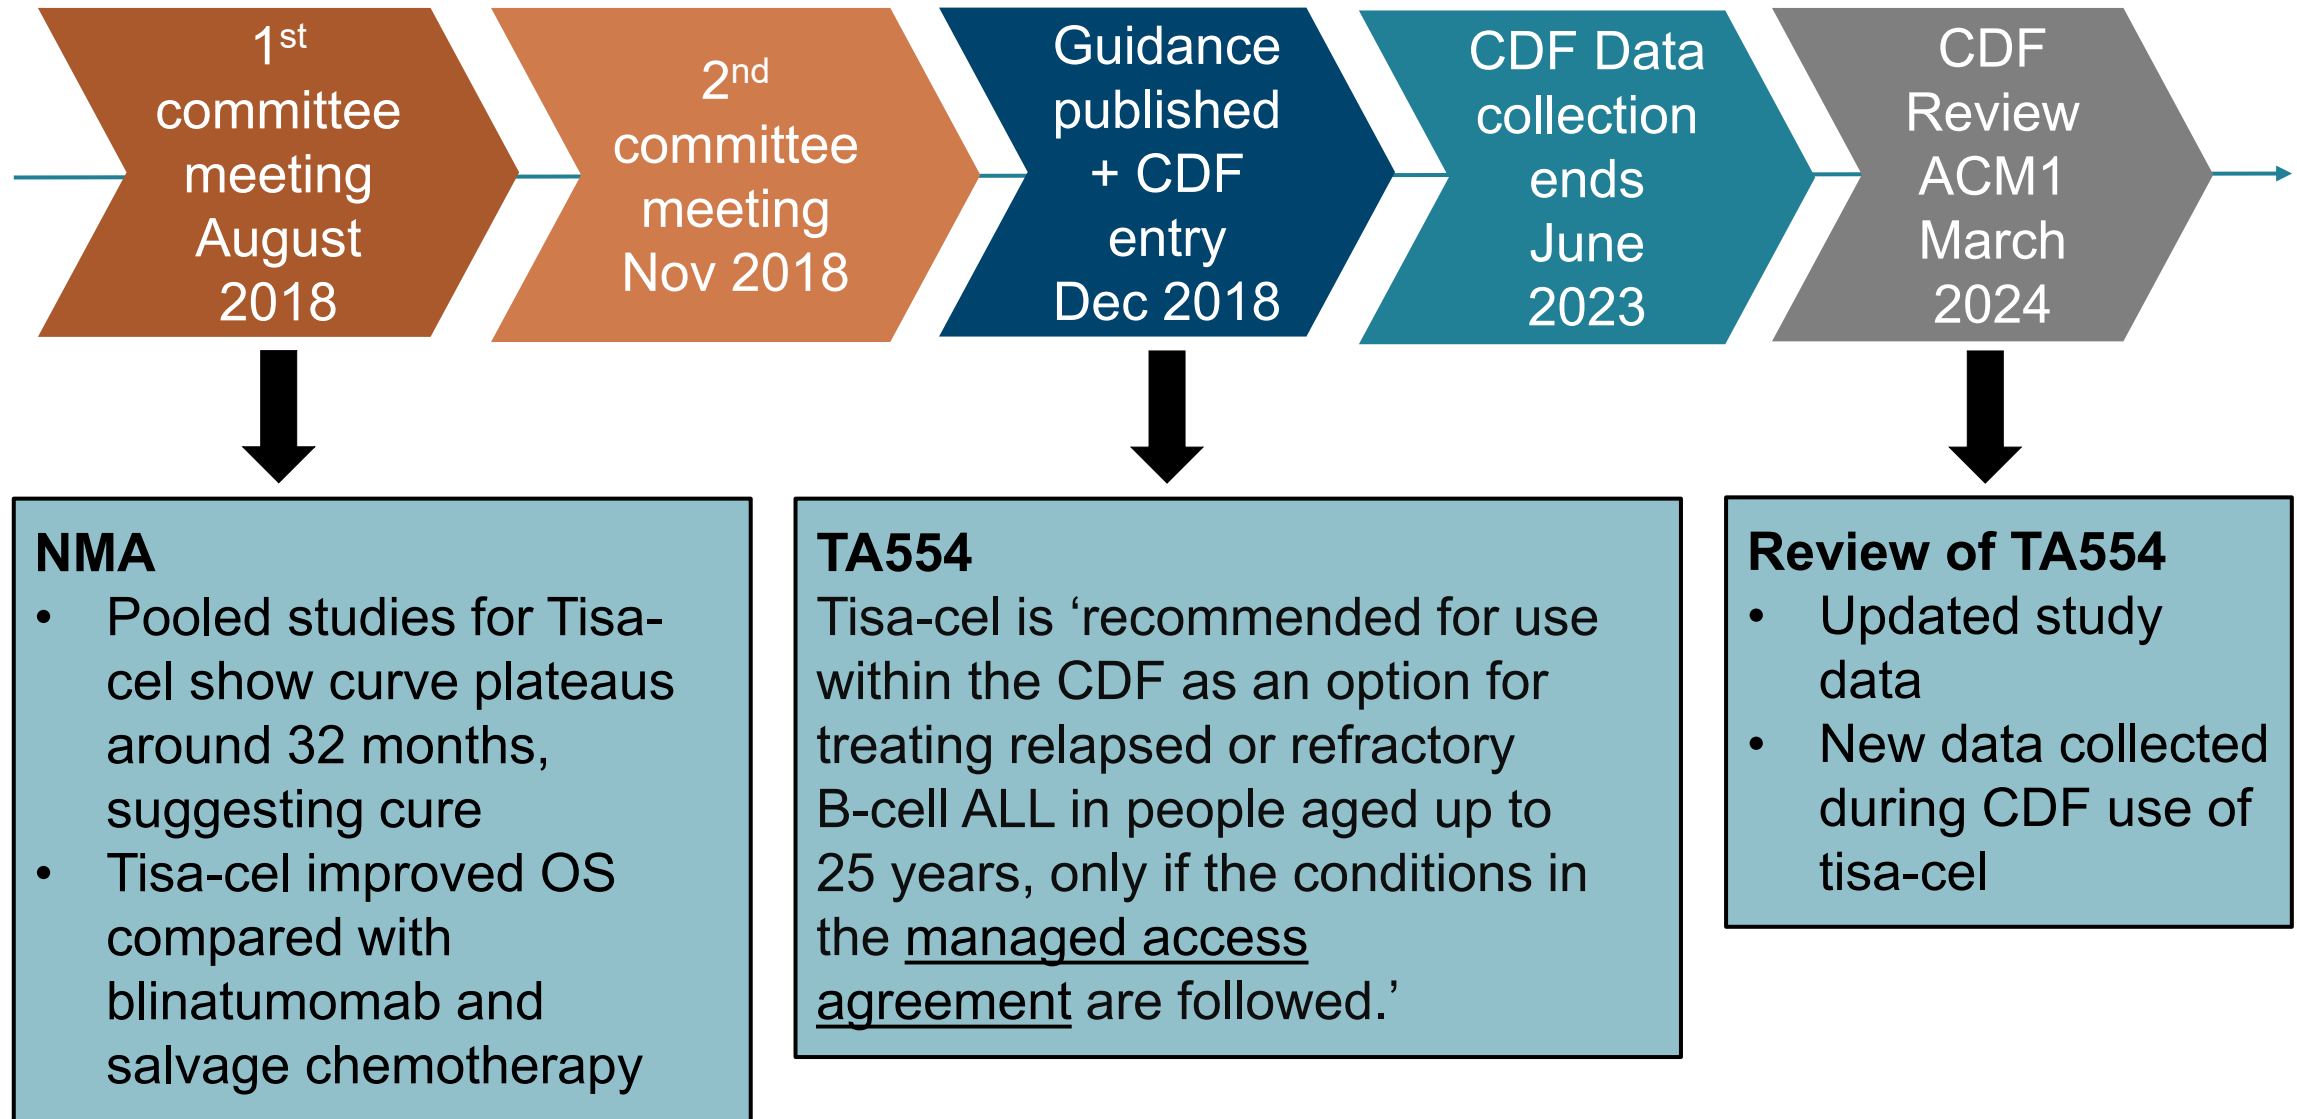 1st
committee
meeting
August
2018
2nd
committee
meeting
Nov 2018
Guidance
published
+ CDF
entry
Dec 2018
CDF Data
collection
ends
June
2023
CDF
Review
ACM1
March
2024
NMA
• Pooled studies for Tisa-
cel show curve plateaus
around 32 months,
suggesting cure
• Tisa-cel improved OS
compared with
blinatumomab and
salvage chemotherapy
TA554
Tisa-cel is ‘recommended for use
within the CDF as an option for
treating relapsed or refractory
B-cell ALL in people aged up to
25 years, only if the conditions in
the managed access
agreement are followed.’
Review of TA554
• Updated study
data
• New data collected
during CDF use of
tisa-cel